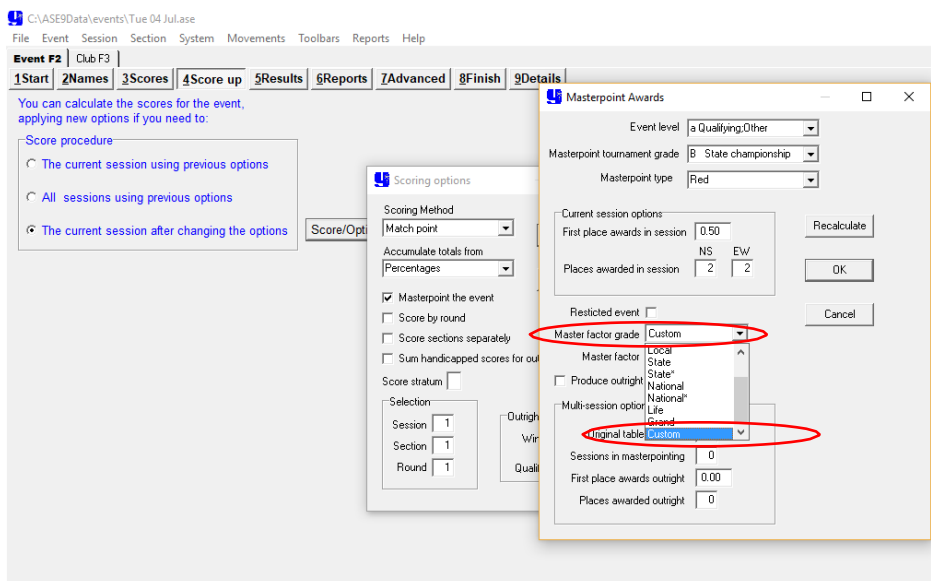 C:\ASE9Data\events\Tue 04 Jul.ase
File Event Session Section System Movements Toolbars Reports Help
Event F2 Club F3
1Start 2Names 3Scores 4Score up 5Results 6Reports 7Advanced 8Finish 9Details
You can calculate the scores for the event,
applying new options if you need to:
Score procedure
The current session using previous options
All sessions using previous options
The current session after changing the options
Score/Opti
Scoring options
Scoring Method
Match point
Accumulate totals from
Percentages
Masterpoint the event
Score by round
Score sections separately
Sum handicapped scores for out
Score stratum
Selection
Session 1
Section 1
Round 1
Outrigh
Wir
Quali
Masterpoint Awards
Event level a Qualifying;Other
Masterpoint tournament grade B State championship
Masterpoint type Red
Current session options
First place awards in session 0.50
NS EW
Places awarded in session 2 2
Recalculate
OK
Cancel
Resticted event
Master factor grade Custom
Master factor
Local
State
State*
National
National*
Life
Grand
Custom
Produce outright
Multi-session option
Original table
Sessions in masterpointing 0
First place awards outright 0.00
Places awarded outright 0